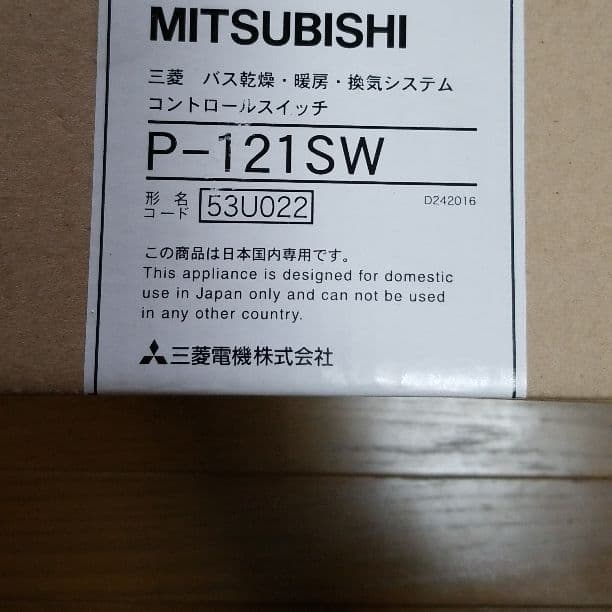 MITSUBISHI
三菱 バス乾燥・暖房・換気システム
コントロールスイッチ
P-121SW
形名
コード 53U022
D242016
この商品は日本国内専用です。
This appliance is designed for domestic
use in Japan only and can not be used
in any other country.
三菱電機株式会社